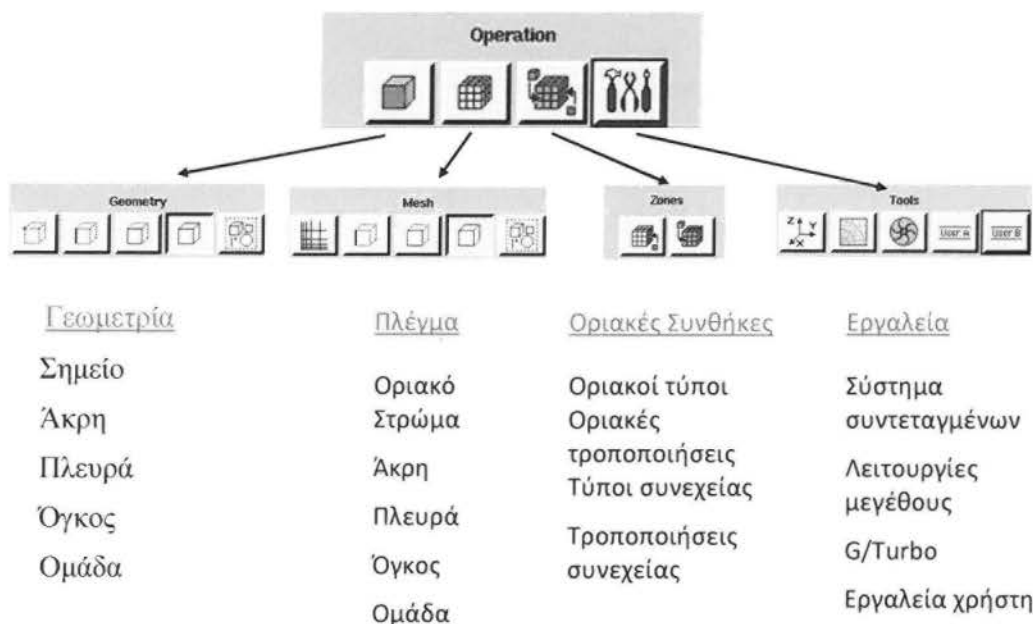 Operation
Geometry
Mesh
Zones
Tools
Z
Y
X
User A
User B
Γεωμετρία
Σημείο
Άκρη
Πλευρά
Όγκος
Ομάδα
Πλέγμα
Οριακό
Στρώμα
Άκρη
Πλευρά
Όγκος
Ομάδα
Οριακές Συνθήκες
Οριακοί τύποι
Οριακές
τροποποιήσεις
Τύποι συνεχείας
Τροποποιήσεις
συνεχείας
Εργαλεία
Σύστημα
συντεταγμένων
Λειτουργίες
μεγέθους
G/Turbo
Εργαλεία χρήστη